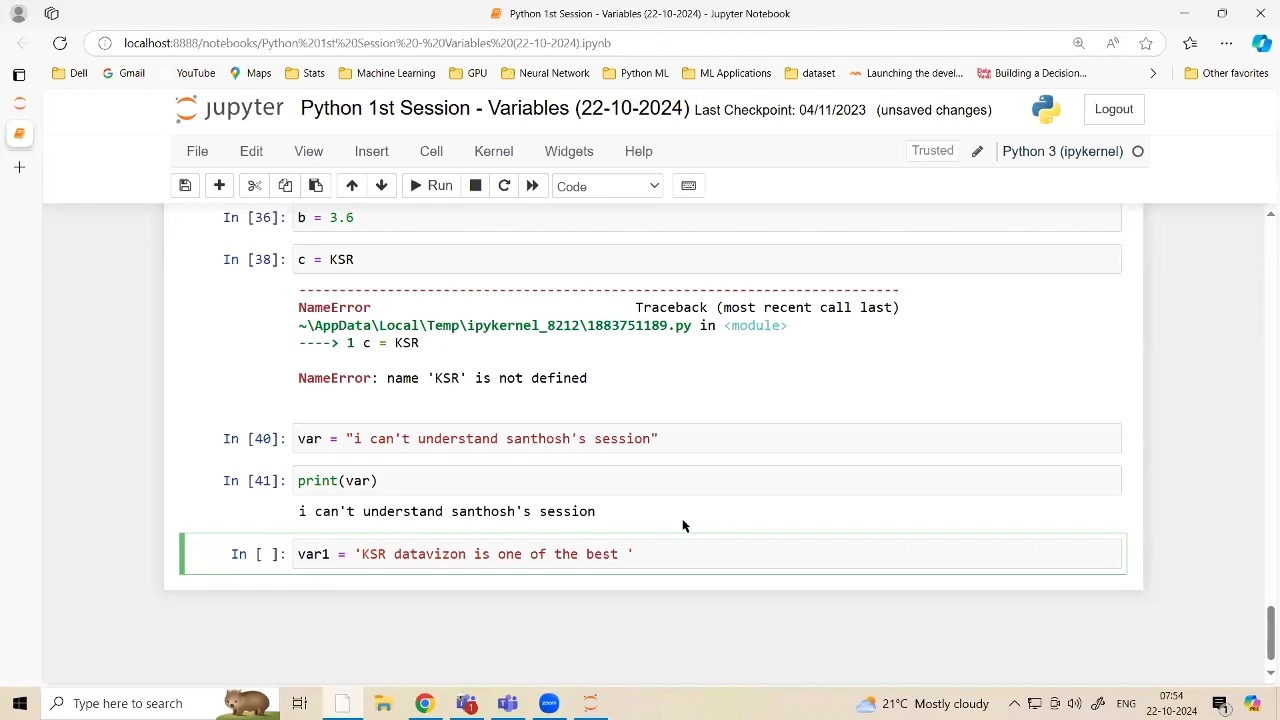 Python 1st Session - Variables (22-10-2024) - Jupyter Notebook
localhost:8888/notebooks/Python%201st%20Session%20-%20Variables%20(22-10-2024).ipynb
Dell Gmail YouTube Maps Stats Machine Learning GPU Neural Network Python ML ML Applications dataset Launching the devel... Building a Decision... Other favorites
jupyter Python 1st Session - Variables (22-10-2024) Last Checkpoint: 04/11/2023 (unsaved changes) Logout
File Edit View Insert Cell Kernel Widgets Help Trusted Python 3 (ipykernel)
Run Code
In [36]: b = 3.6
In [38]: c = KSR
---------------------------------------------------------------------------
NameError Traceback (most recent call last)
~\AppData\Local\Temp\ipykernel_8212\1883751189.py in <module>
----> 1 c = KSR
NameError: name 'KSR' is not defined
In [40]: var = "i can't understand santhosh's session"
In [41]: print(var)
i can't understand santhosh's session
In [ ]: var1 = 'KSR datavizon is one of the best '
Type here to search 1 zoom 21°C Mostly cloudy ENG 07:54 1
22-10-2024